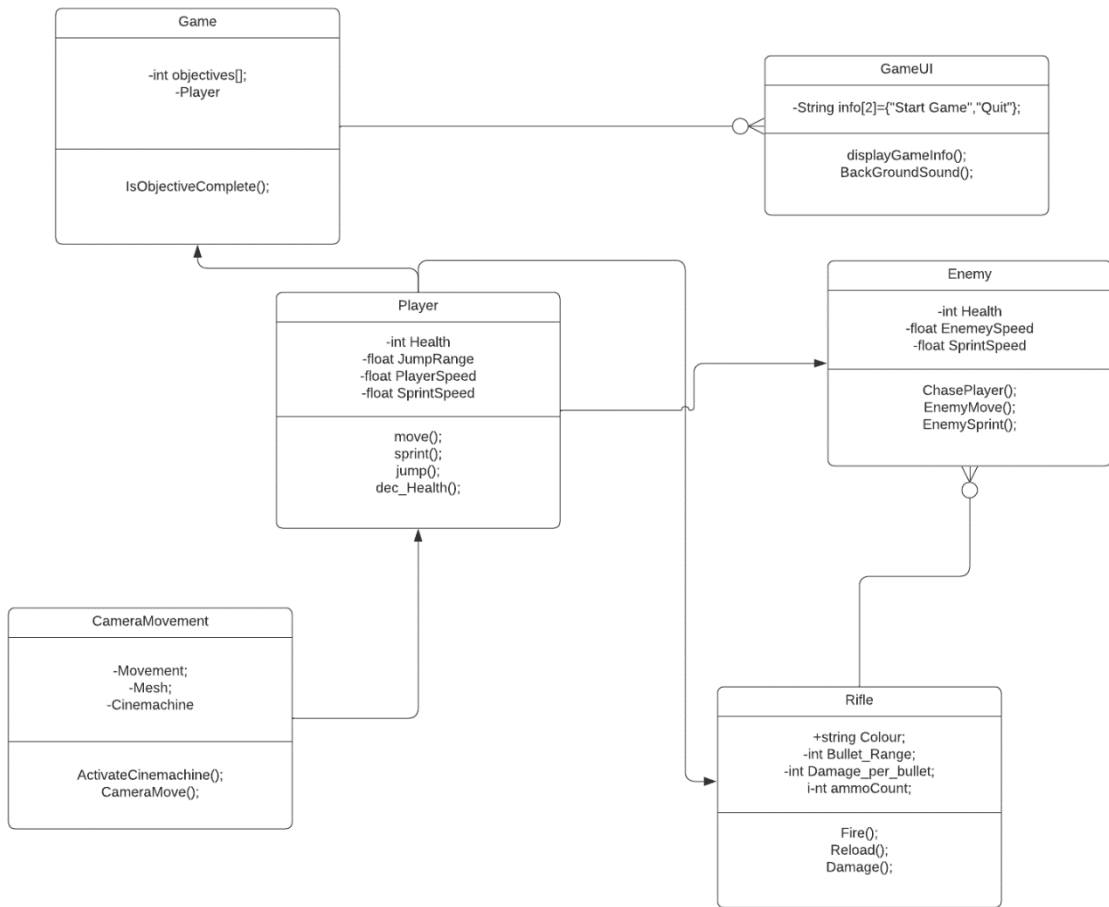 Game
-int objectives[];
-Player
IsObjectiveComplete();
GameUI
-String info[2]={"Start Game","Quit"};
displayGameInfo();
BackGroundSound();
Player
-int Health
-float JumpRange
-float PlayerSpeed
-float SprintSpeed
move();
sprint();
jump();
dec_Health();
Enemy
-int Health
-float EnemeySpeed
-float SprintSpeed
ChasePlayer();
EnemyMove();
EnemySprint();
CameraMovement
-Movement;
-Mesh;
-Cinemachine
ActivateCinemachine();
CameraMove();
Rifle
+string Colour;
-int Bullet_Range;
-int Damage_per_bullet;
i-nt ammoCount;
Fire();
Reload();
Damage();